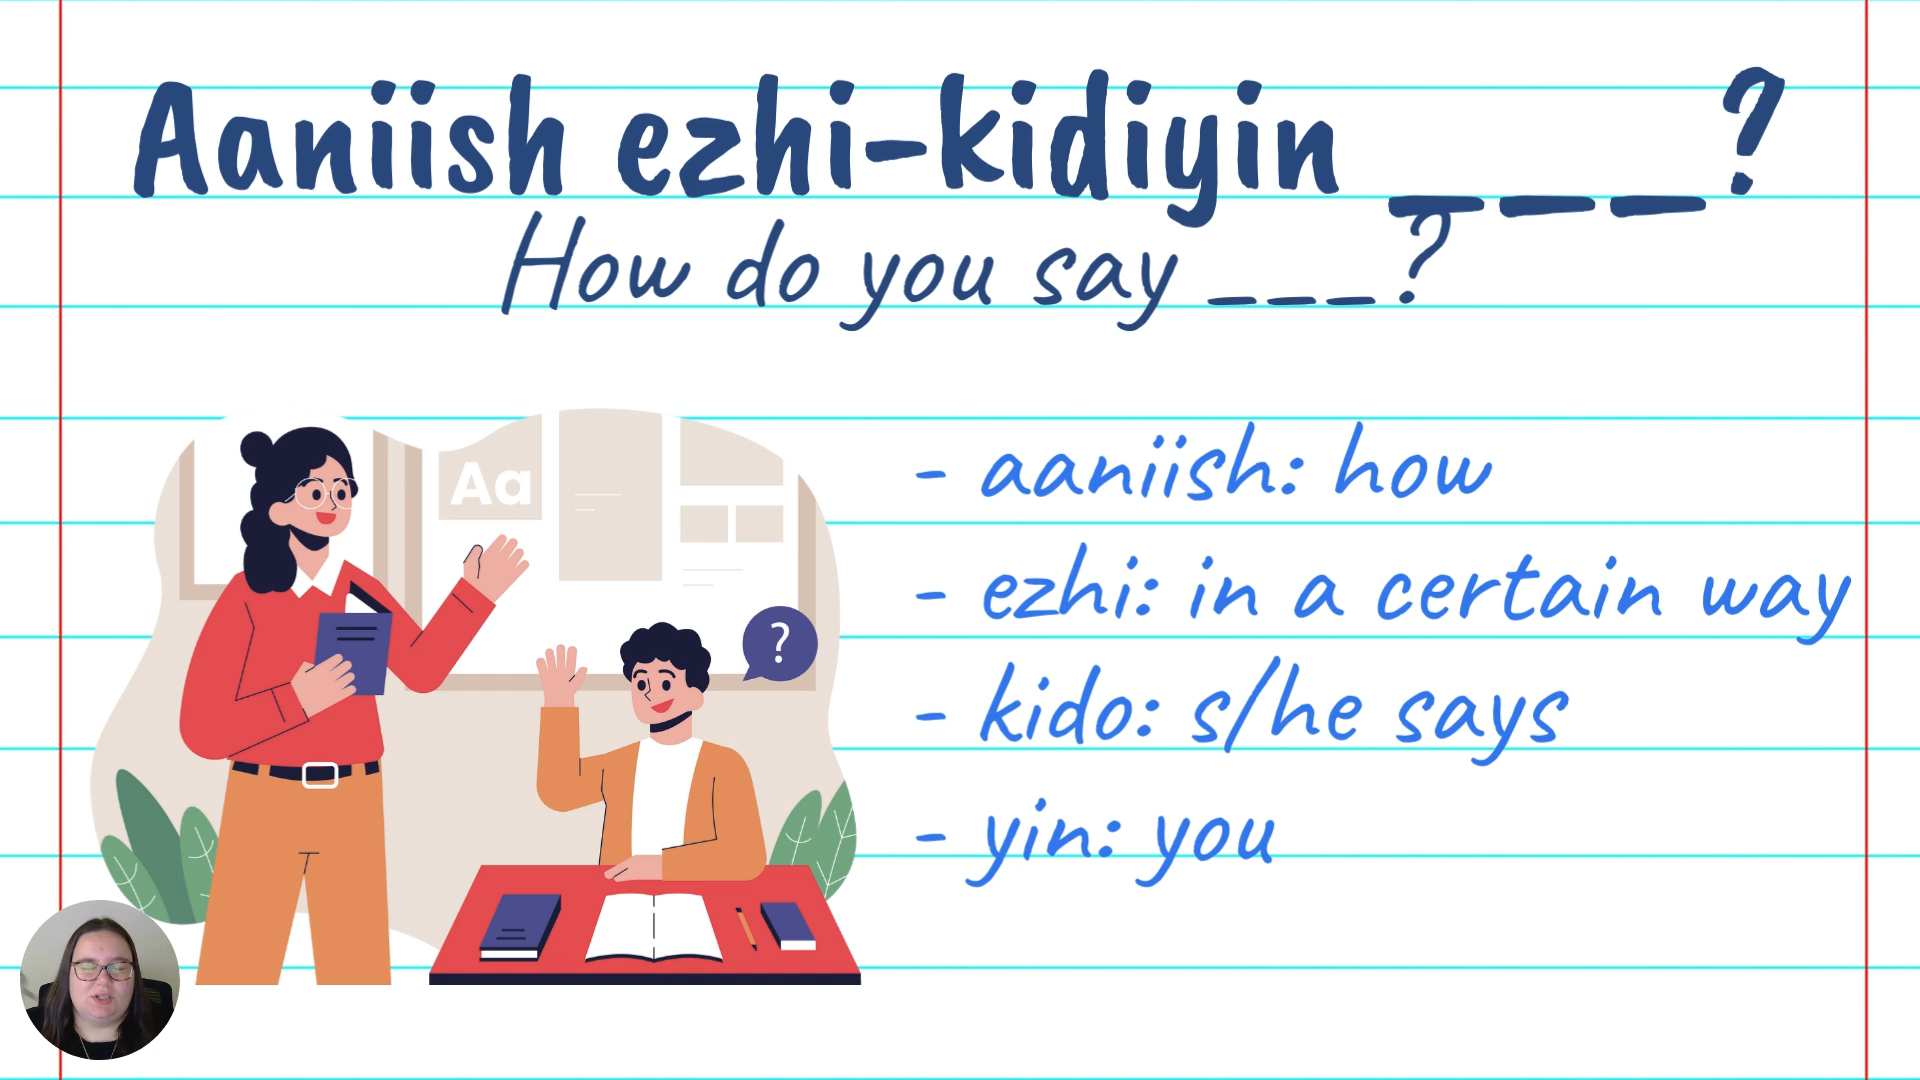 Aaniish ezhi-kidiyin ___?
How do you say ___?
Aa
?
- aaniish: how
- ezhi: in a certain way
- kido: s/he says
- yin: you